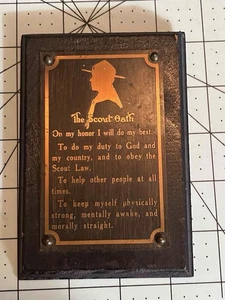 The Scout Oath
On my honor I will do my best:
To do my duty to God and
my country, and to obey the
Scout Law.
To help other people at all
times.
To keep myself physically
strong, mentally awake, and
morally straight.